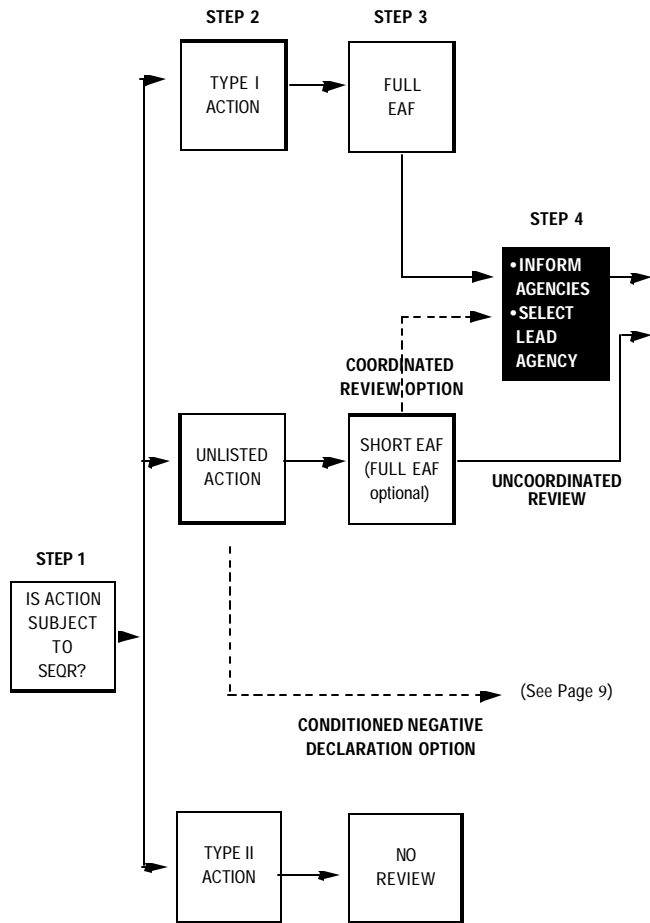 STEP 2
STEP 3
TYPE I
ACTION
FULL
EAF
STEP 4
•INFORM
AGENCIES
•SELECT
LEAD
AGENCY
COORDINATED
REVIEW OPTION
UNLISTED
ACTION
SHORT EAF
(FULL EAF
optional)
UNCOORDINATED
REVIEW
STEP 1
IS ACTION
SUBJECT
TO
SEQR?
(See Page 9)
CONDITIONED NEGATIVE
DECLARATION OPTION
TYPE II
ACTION
NO
REVIEW